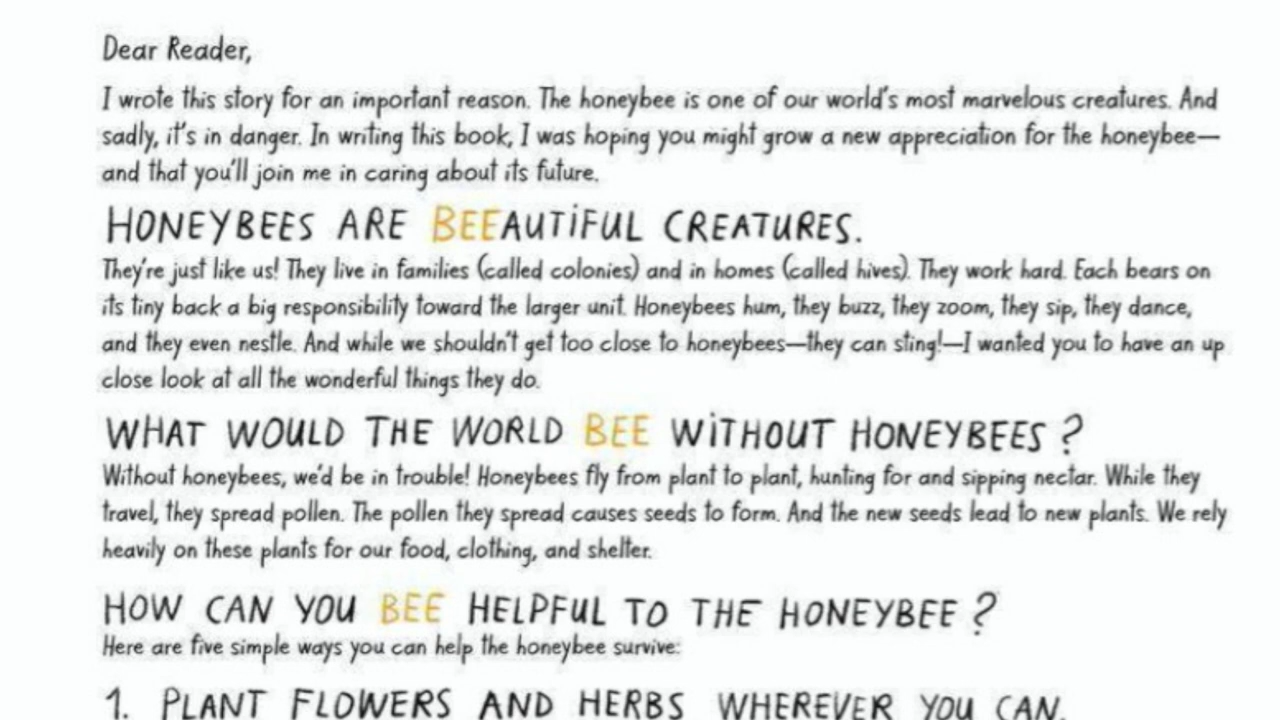 Dear Reader,
I wrote this story for an important reason. The honeybee is one of our world's most marvelous creatures. And
sadly, it's in danger. In writing this book, I was hoping you might grow a new appreciation for the honeybee—
and that you'll join me in caring about its future.
HONEYBEES ARE BEEAUTIFUL CREATURES.
They're just like us! They live in families (called colonies) and in homes (called hives). They work hard. Each bears on
its tiny back a big responsibility toward the larger unit. Honeybees hum, they buzz, they zoom, they sip, they dance,
and they even nestle. And while we shouldn't get too close to honeybees—they can sting!—I wanted you to have an up
close look at all the wonderful things they do.
WHAT WOULD THE WORLD BEE WITHOUT HONEYBEES?
Without honeybees, we'd be in trouble! Honeybees fly from plant to plant, hunting for and sipping nectar. While they
travel, they spread pollen. The pollen they spread causes seeds to form. And the new seeds lead to new plants. We rely
heavily on these plants for our food, clothing, and shelter.
HOW CAN YOU BEE HELPFUL TO THE HONEYBEE?
Here are five simple ways you can help the honeybee survive:
1. PLANT FLOWERS AND HERBS WHEREVER YOU CAN.